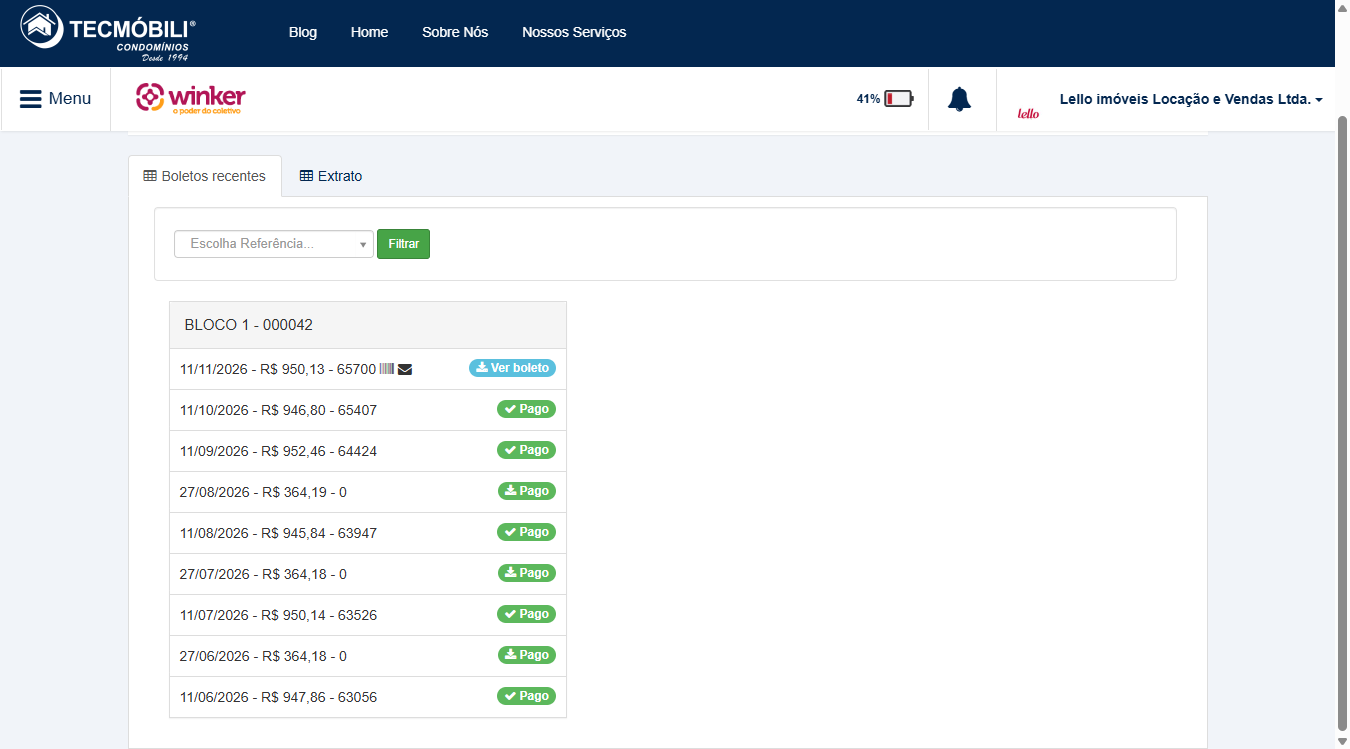 TECMÓBILI®
CONDOMÍNIOS
Desde 1994
Blog Home Sobre Nós Nossos Serviços
Menu
winker
o poder do coletivo
41%
lello
Lello imóveis Locação e Vendas Ltda.
Boletos recentes Extrato
Escolha Referência... Filtrar
BLOCO 1 - 000042
11/11/2026 - R$ 950,13 - 65700 Ver boleto
11/10/2026 - R$ 946,80 - 65407 Pago
11/09/2026 - R$ 952,46 - 64424 Pago
27/08/2026 - R$ 364,19 - 0 Pago
11/08/2026 - R$ 945,84 - 63947 Pago
27/07/2026 - R$ 364,18 - 0 Pago
11/07/2026 - R$ 950,14 - 63526 Pago
27/06/2026 - R$ 364,18 - 0 Pago
11/06/2026 - R$ 947,86 - 63056 Pago